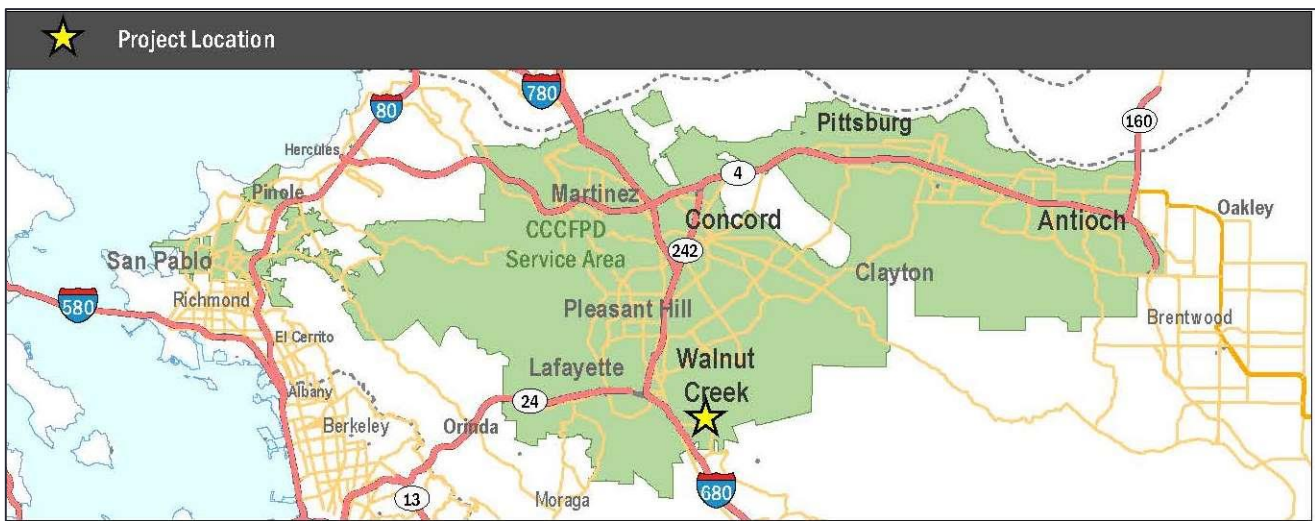 Project Location
80
780
160
Hercules
Pittsburg
4
Pinole
Martinez
Oakley
Concord
Antioch
CCCFPD
Service Area
242
San Pablo
Clayton
Richmond
580
Pleasant Hill
Brentwood
El Cerrito
Walnut
Creek
Lafayette
Albany
24
Berkeley
Orinda
680
Moraga
13